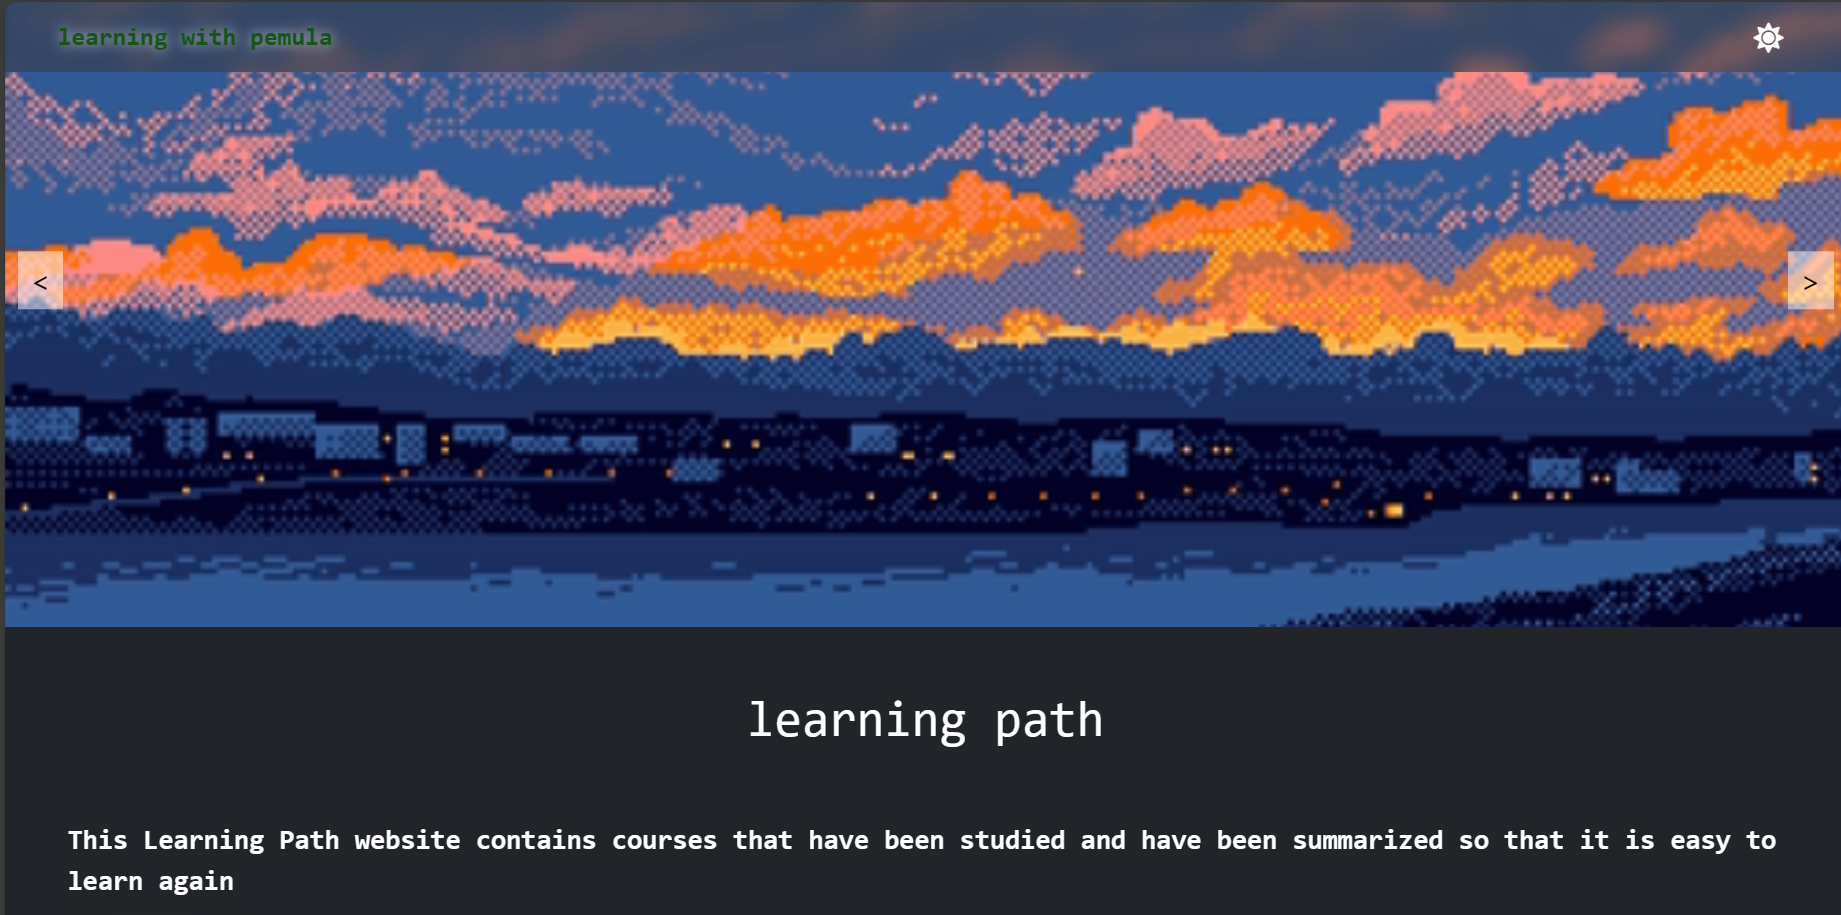 learning with pemula
<
>
learning path
This Learning Path website contains courses that have been studied and have been summarized so that it is easy to
learn again